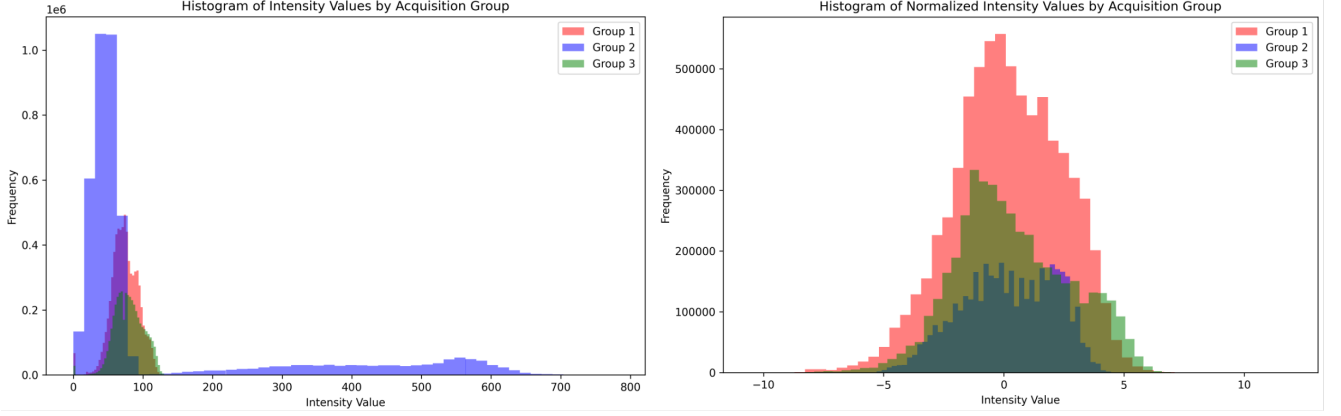 Histogram of Intensity Values by Acquisition Group
1e6
Group 1
Group 2
Group 3
1.0
0.8
0.6
0.4
0.2
0.0
Frequency
0 100 200 300 400 500 600 700 800
Intensity Value
Histogram of Normalized Intensity Values by Acquisition Group
Group 1
Group 2
Group 3
500000
400000
300000
200000
100000
0
Frequency
−10 −5 0 5 10
Intensity Value